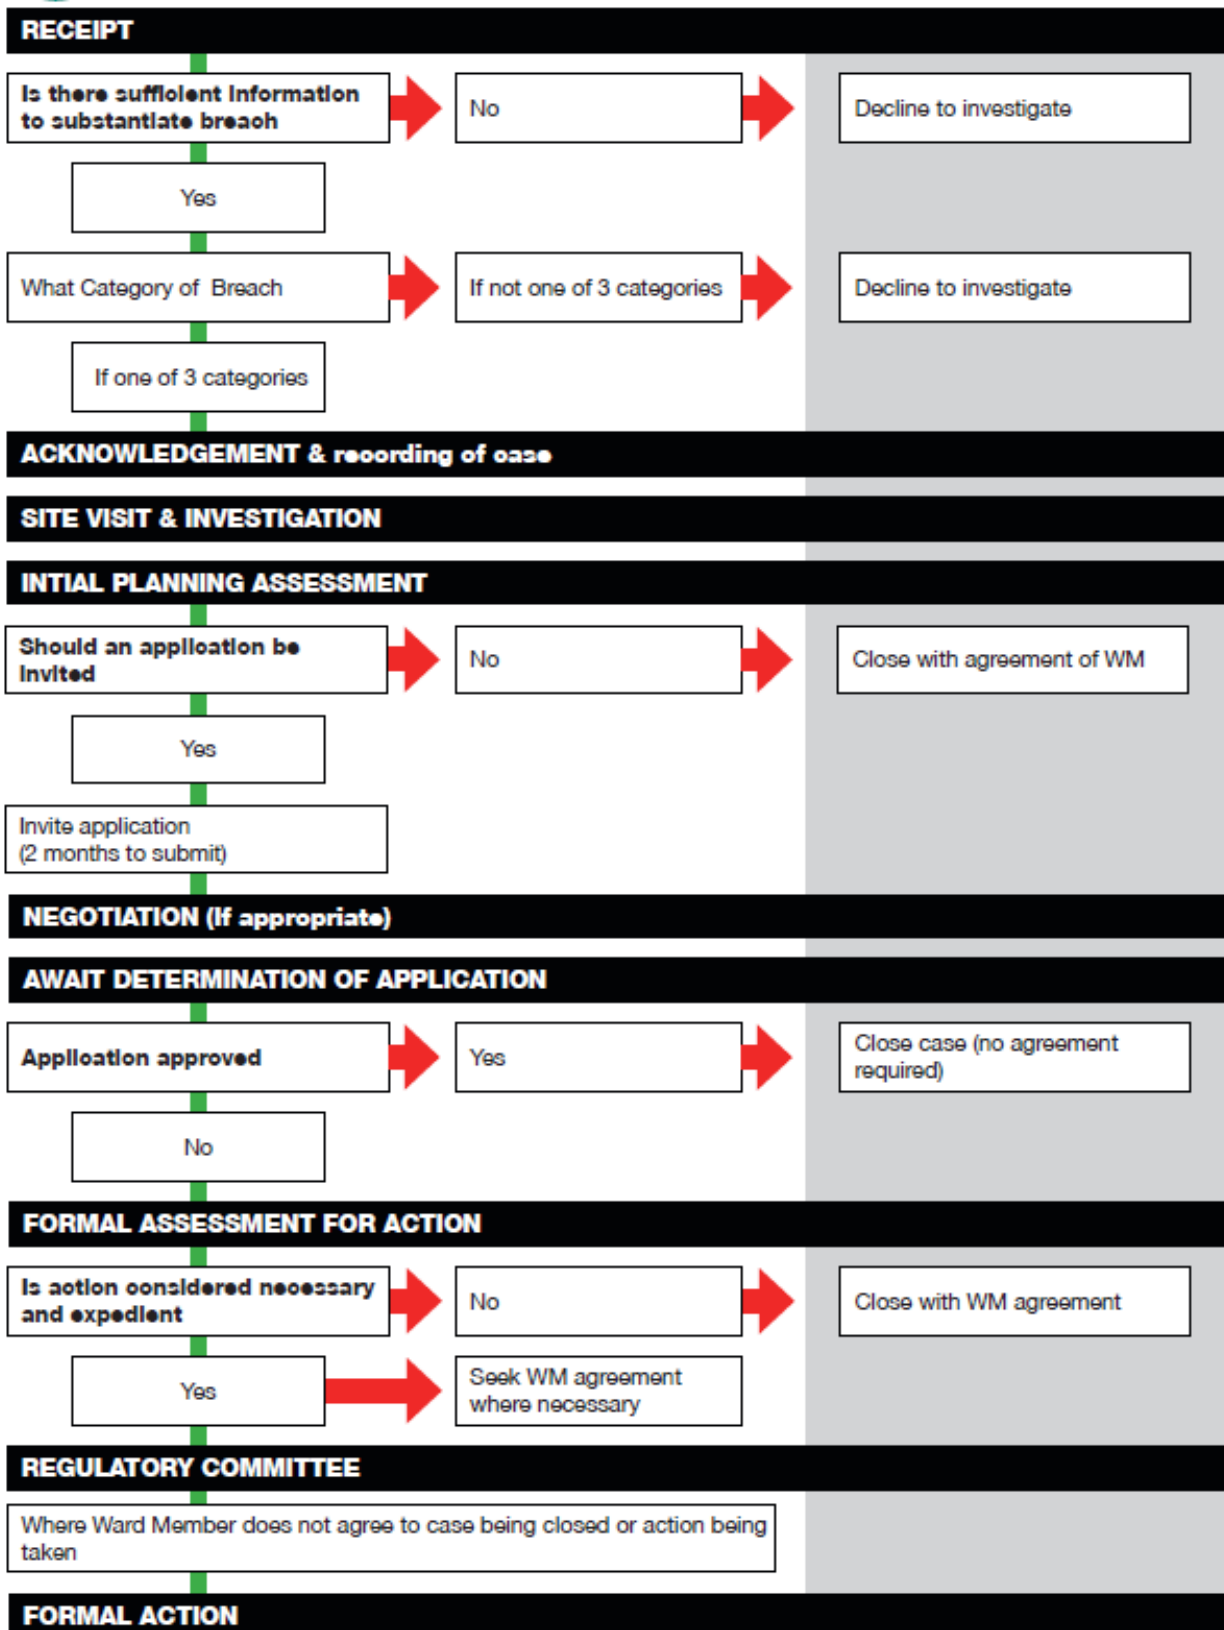 RECEIPT
Is there sufficient information
to substantiate breach
No
Decline to investigate
Yes
What Category of Breach
If not one of 3 categories
Decline to investigate
If one of 3 categories
ACKNOWLEDGEMENT & recording of case
SITE VISIT & INVESTIGATION
INTIAL PLANNING ASSESSMENT
Should an application be
invited
No
Close with agreement of WM
Yes
Invite application
(2 months to submit)
NEGOTIATION (If appropriate)
AWAIT DETERMINATION OF APPLICATION
Application approved
Yes
Close case (no agreement
required)
No
FORMAL ASSESSMENT FOR ACTION
Is action considered necessary
and expedient
No
Close with WM agreement
Yes
Seek WM agreement
where necessary
REGULATORY COMMITTEE
Where Ward Member does not agree to case being closed or action being
taken
FORMAL ACTION